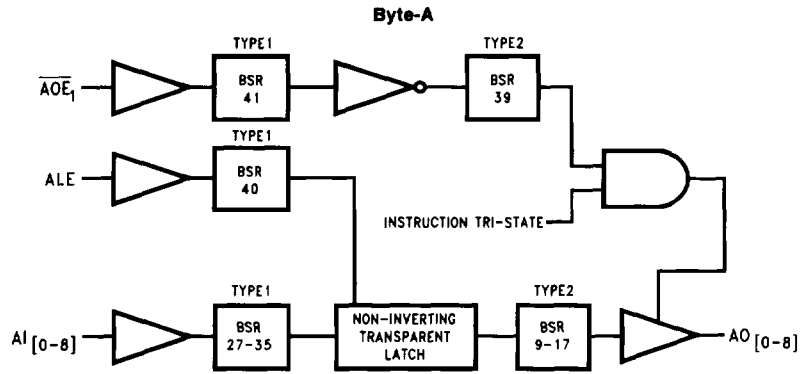 Byte-A
TYPE1
TYPE2
AOE1
BSR
41
BSR
39
TYPE1
ALE
BSR
40
INSTRUCTION TRI-STATE
TYPE1
TYPE2
AI[0-8]
BSR
27-35
NON-INVERTING
TRANSPARENT
LATCH
BSR
9-17
AO[0-8]